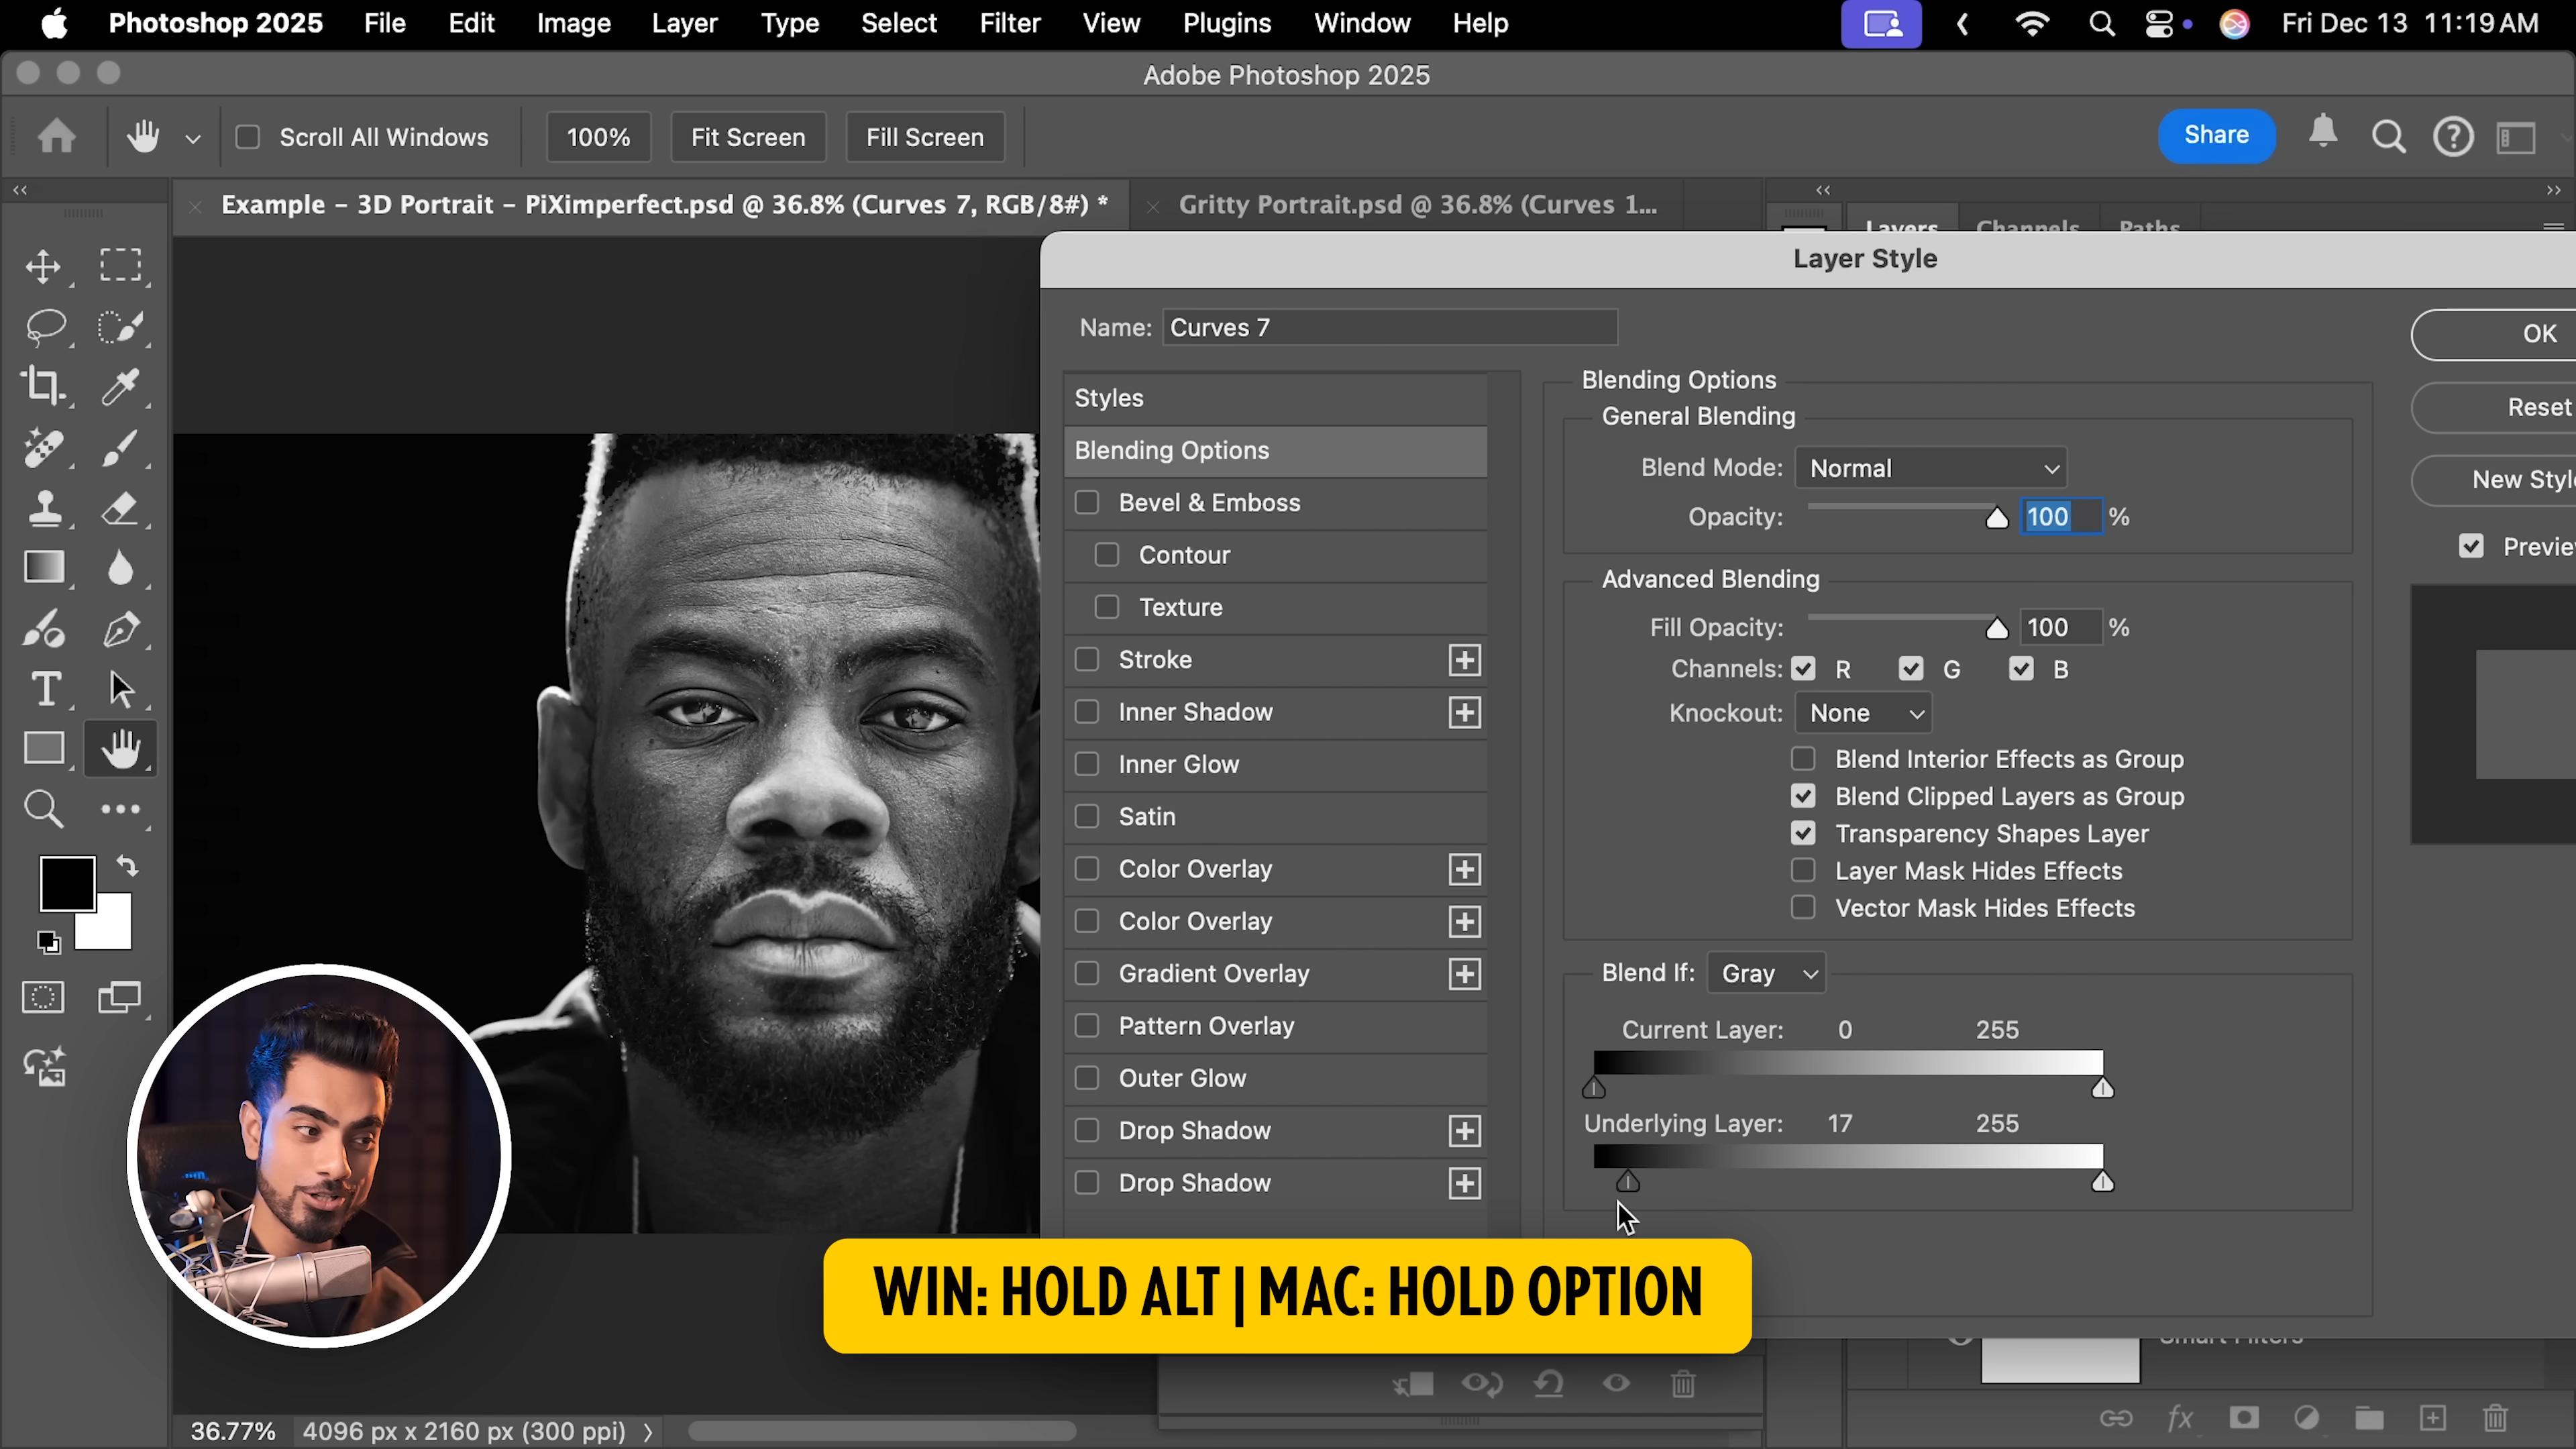 Photoshop 2025 File Edit Image Layer Type Select Filter View Plugins Window Help Fri Dec 13 11:19 AM
Adobe Photoshop 2025
Scroll All Windows 100% Fit Screen Fill Screen Share
Example – 3D Portrait – PiXimperfect.psd @ 36.8% (Curves 7, RGB/8#) * Gritty Portrait.psd @ 36.8% (Curves 1...
Layers Channels Paths
Layer Style
Name: Curves 7
OK
Styles
Blending Options
General Blending
Reset
Blending Options
Blend Mode: Normal
New Style
Bevel & Emboss
Opacity: 100 %
Preview
Contour
Advanced Blending
Texture
Fill Opacity: 100 %
Stroke
Channels: R G B
Inner Shadow
Knockout: None
Inner Glow
Blend Interior Effects as Group
Satin
Blend Clipped Layers as Group
Transparency Shapes Layer
Color Overlay
Layer Mask Hides Effects
Color Overlay
Vector Mask Hides Effects
Gradient Overlay
Blend If: Gray
Pattern Overlay
Current Layer: 0 255
Outer Glow
Drop Shadow
Underlying Layer: 17 255
Drop Shadow
WIN: HOLD ALT | MAC: HOLD OPTION
Smart Filters
fx
36.77% 4096 px x 2160 px (300 ppi)